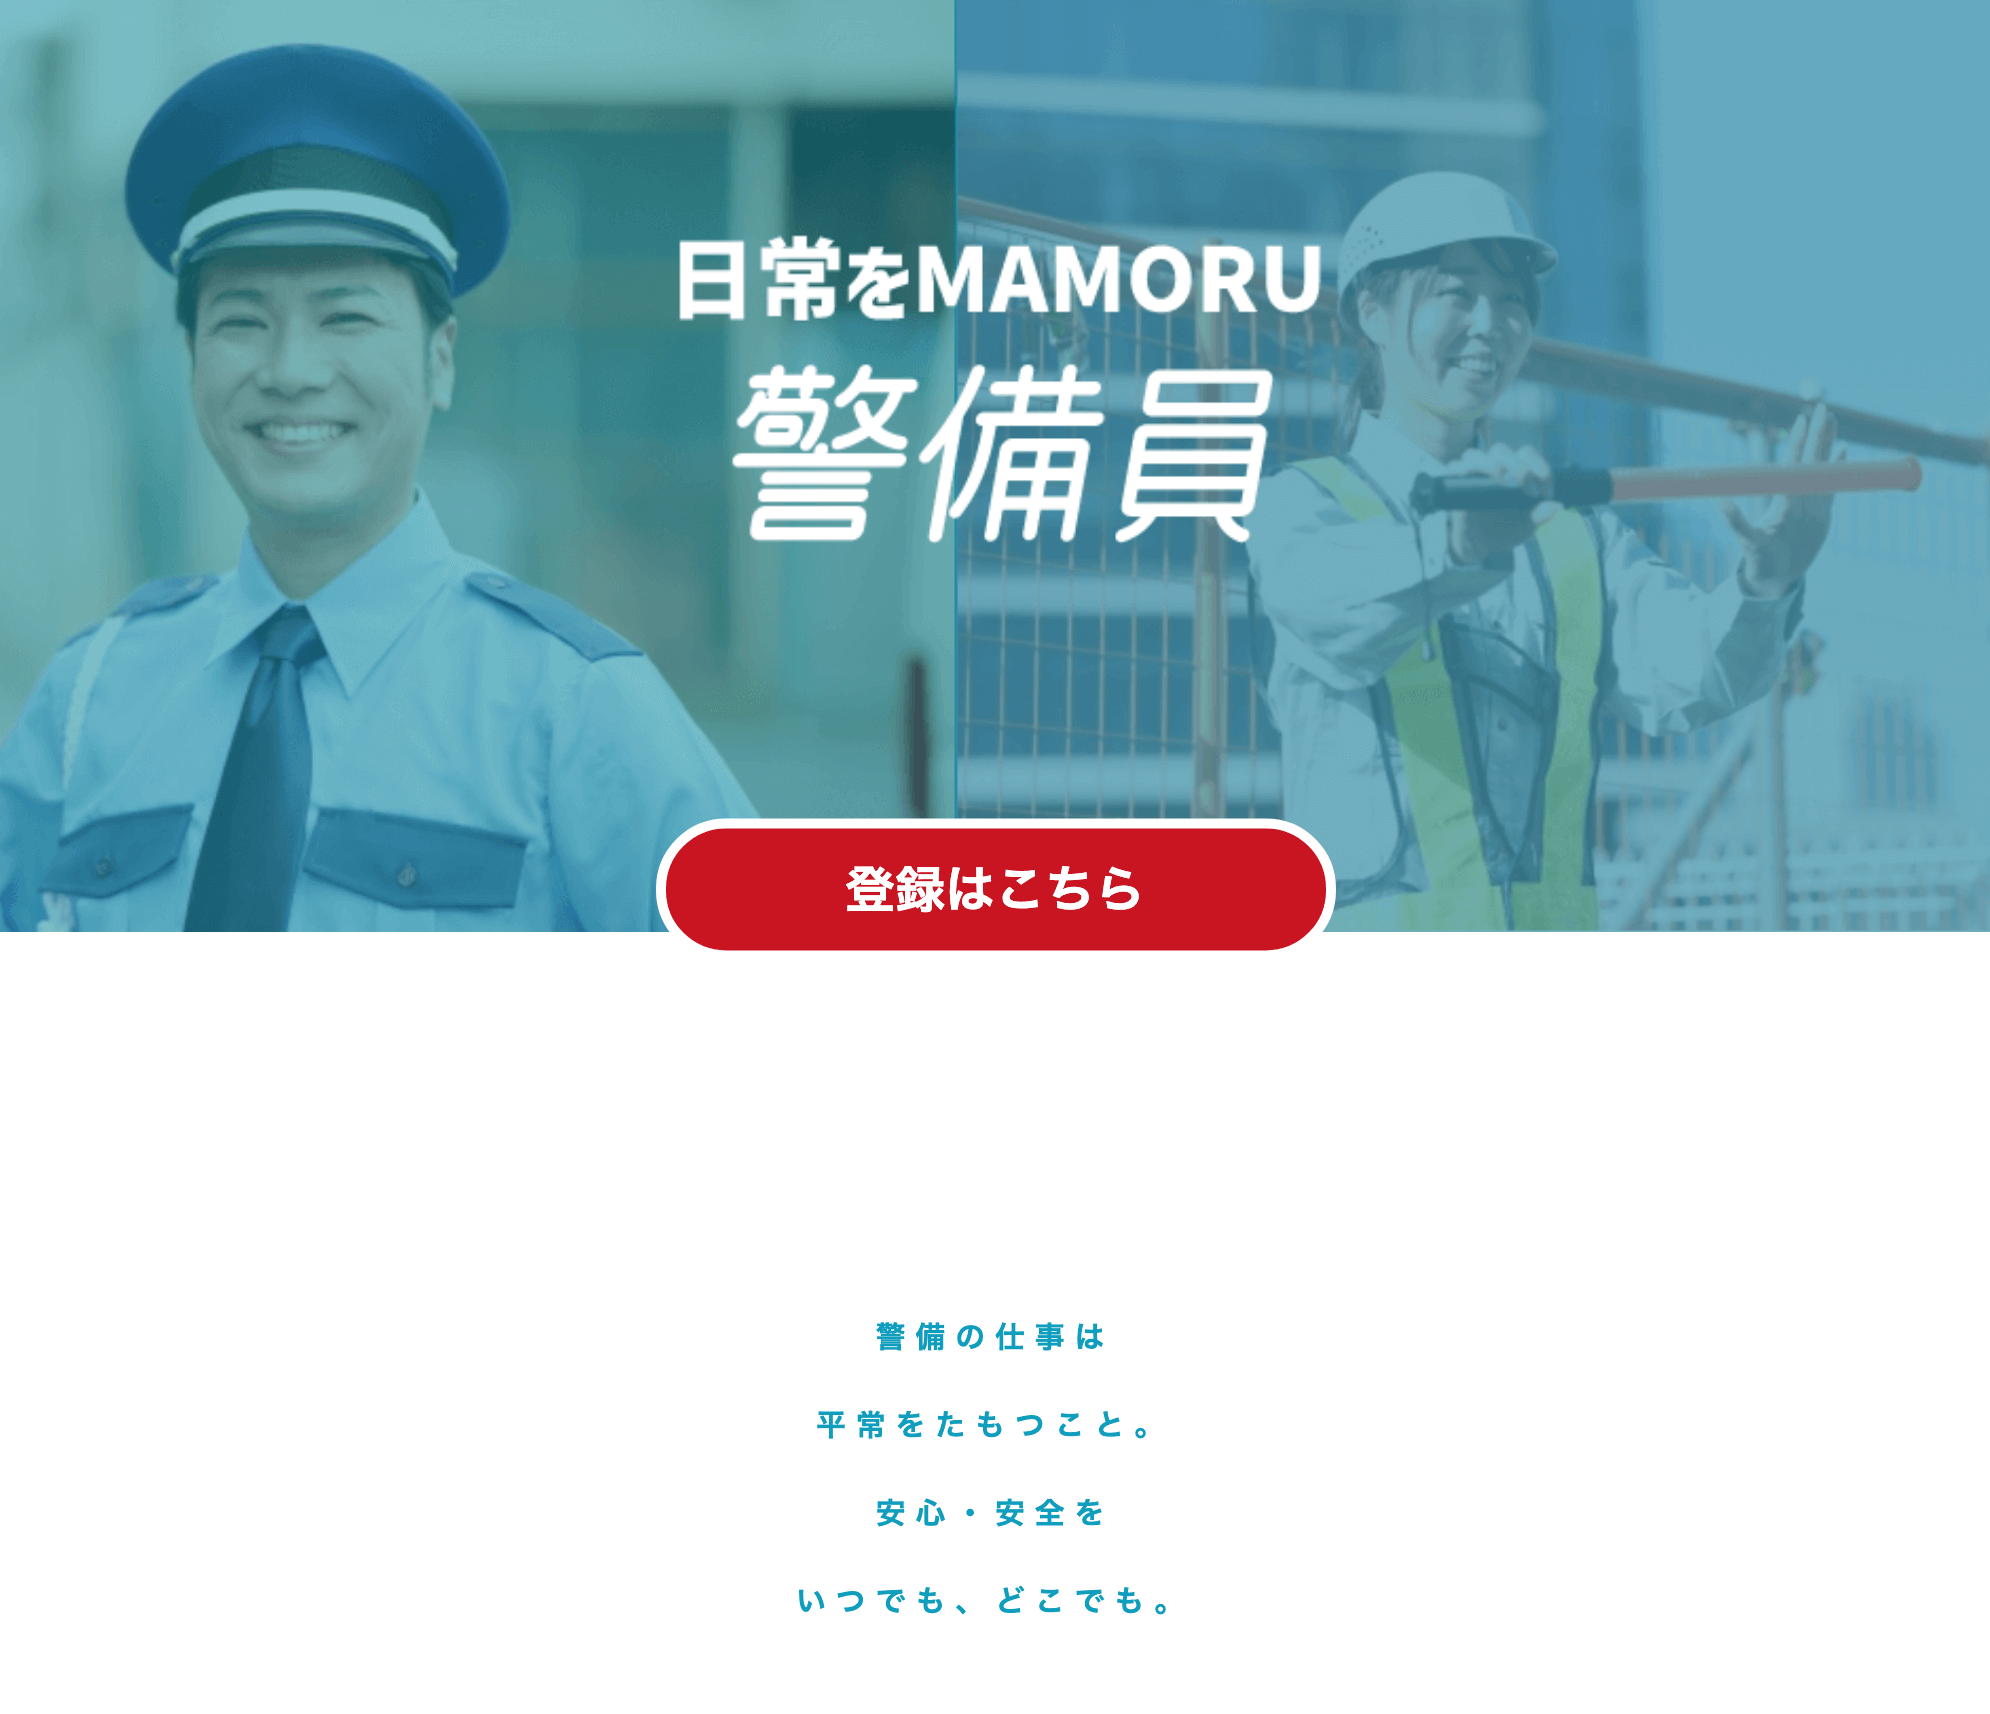 日常をMAMORU
警備員
登録はこちら
警備の仕事は
平常をたもつこと。
安心・安全を
いつでも、どこでも。